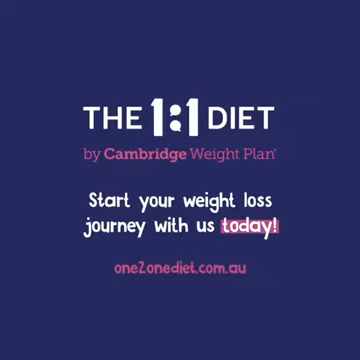 THE 1:1 DIET
by Cambridge Weight Plan®
Start your weight loss
journey with us today!
one2onediet.com.au